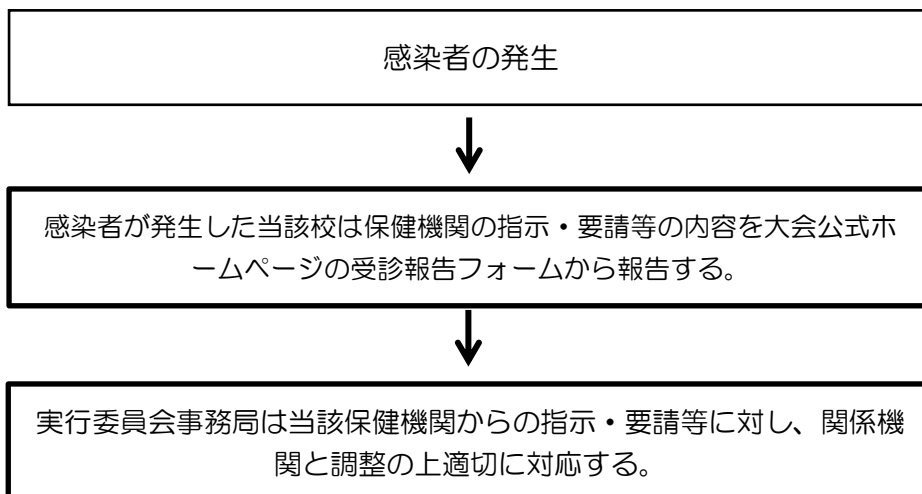 感染者の発生
感染者が発生した当該校は保健機関の指示・要請等の内容を大会公式ホ
ームページの受診報告フォームから報告する。
実行委員会事務局は当該保健機関からの指示・要請等に対し、関係機
関と調整の上適切に対応する。